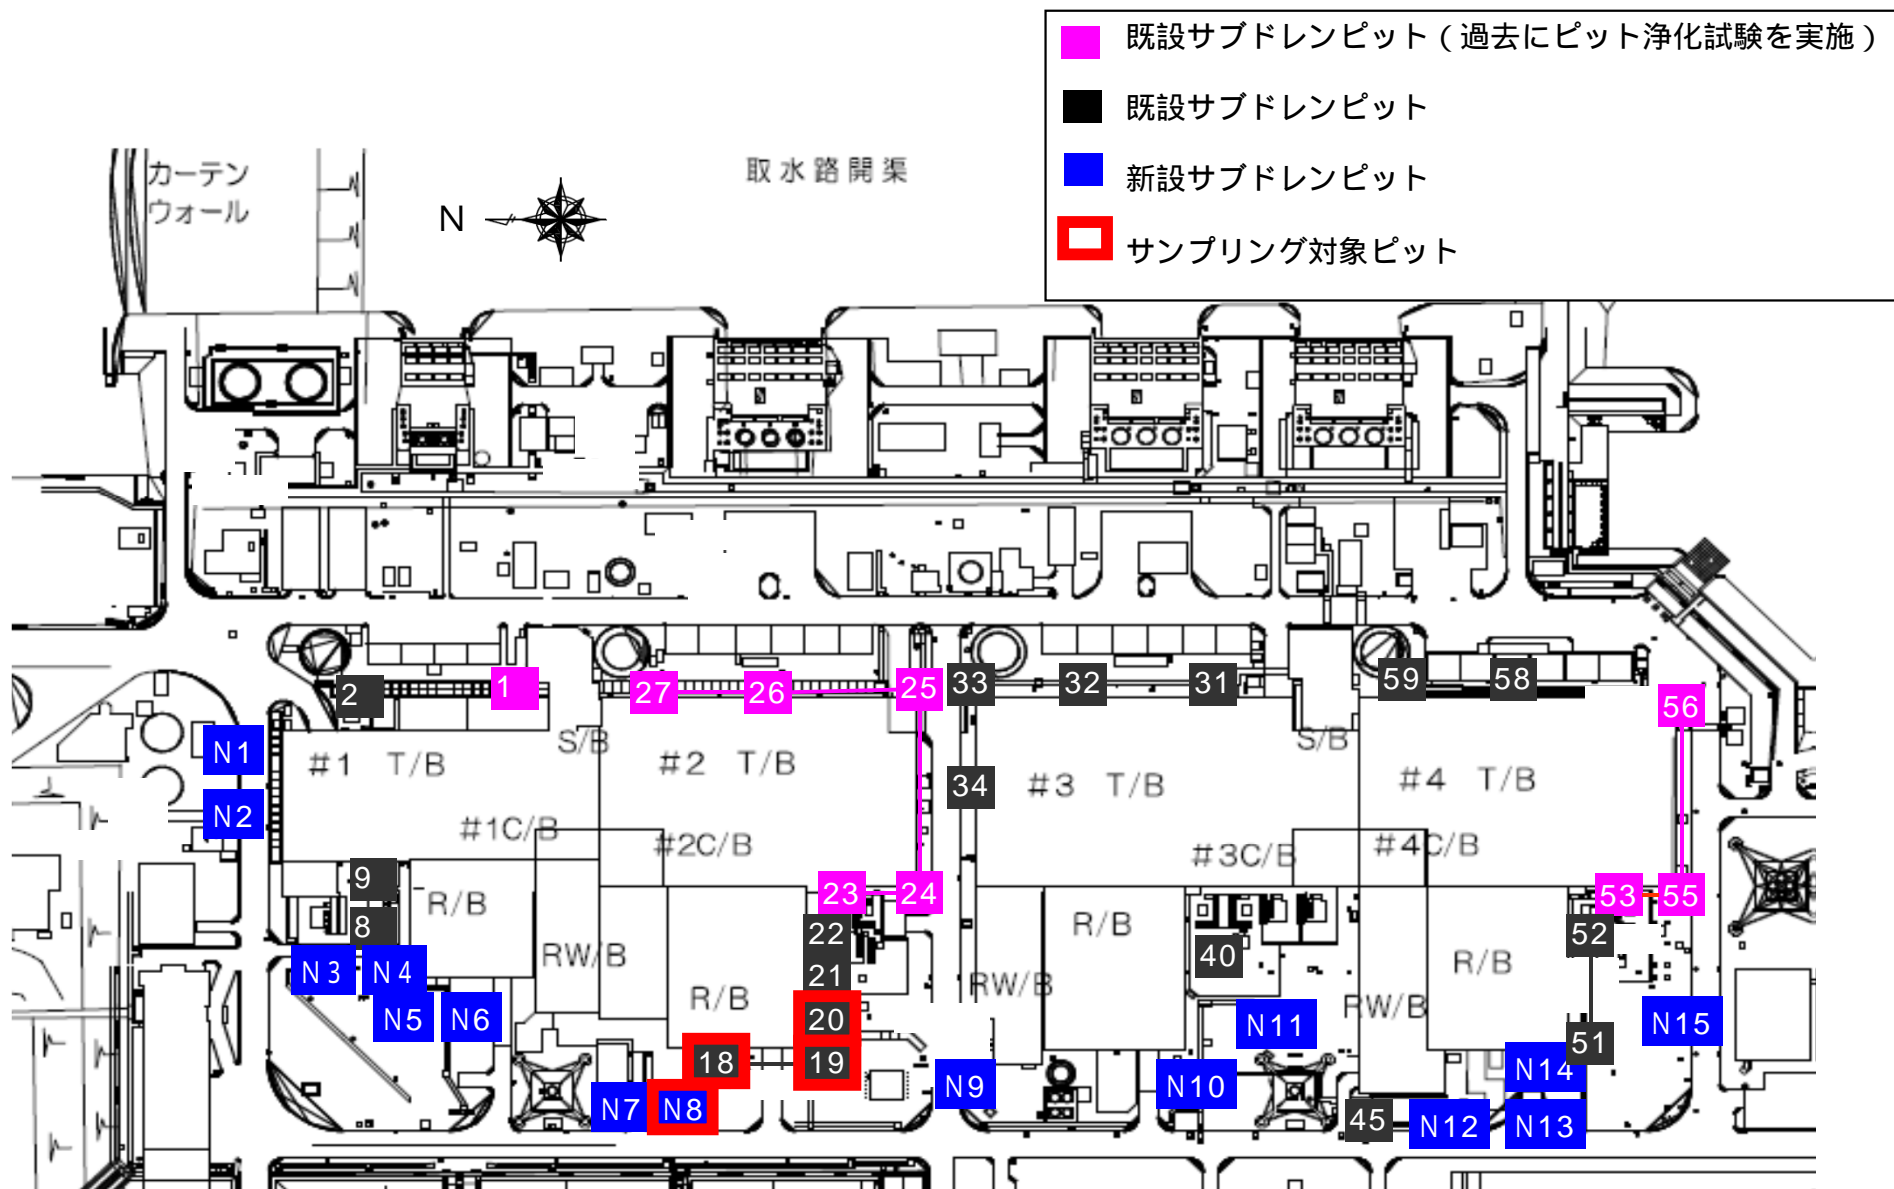 既設サブドレンピット（過去にピット浄化試験を実施）
既設サブドレンピット
新設サブドレンピット
サンプリング対象ピット
カーテン
ウォール
取水路開渠
N
2
1
27
26
25
33
32
31
59
58
56
N1
N2
#1 T/B
S/B
#2 T/B
34
#3 T/B
S/B
#4 T/B
#1C/B
#2C/B
#3C/B
#4C/B
9
8
R/B
RW/B
23
24
22
21
20
R/B
R/B
40
RW/B
RW/B
R/B
53
55
52
51
N3
N4
N5
N6
N7
N8
18
19
N9
N10
N11
45
N12
N13
N14
N15